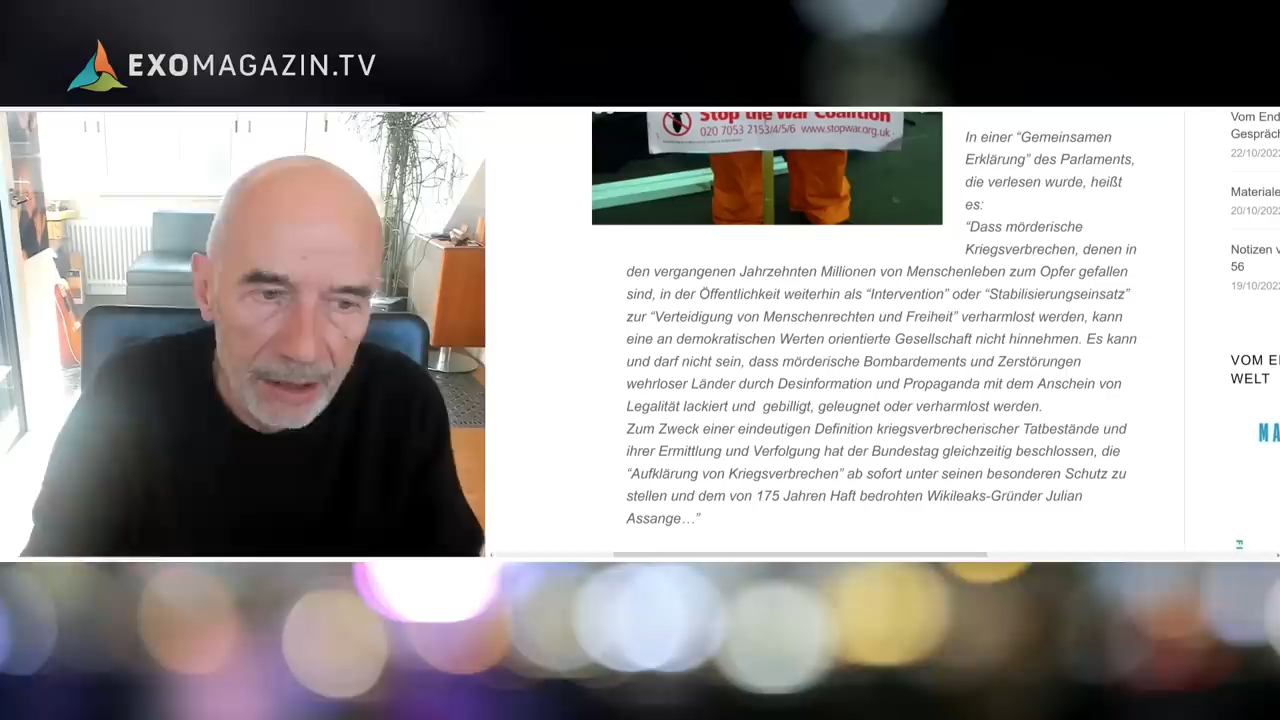 EXOMAGAZIN.TV
Stop the War Coalition
020 7053 2153/4/5/6 www.stopwar.org.uk
In einer “Gemeinsamen
Erklärung” des Parlaments,
die verlesen wurde, heißt
es:
“Dass mörderische
Kriegsverbrechen, denen in
den vergangenen Jahrzehnten Millionen von Menschenleben zum Opfer gefallen
sind, in der Öffentlichkeit weiterhin als “Intervention” oder “Stabilisierungseinsatz”
zur “Verteidigung von Menschenrechten und Freiheit” verharmlost werden, kann
eine an demokratischen Werten orientierte Gesellschaft nicht hinnehmen. Es kann
und darf nicht sein, dass mörderische Bombardements und Zerstörungen
wehrloser Länder durch Desinformation und Propaganda mit dem Anschein von
Legalität lackiert und  gebilligt, geleugnet oder verharmlost werden.
Zum Zweck einer eindeutigen Definition kriegsverbrecherischer Tatbestände und
ihrer Ermittlung und Verfolgung hat der Bundestag gleichzeitig beschlossen, die
“Aufklärung von Kriegsverbrechen” ab sofort unter seinen besonderen Schutz zu
stellen und dem von 175 Jahren Haft bedrohten Wikileaks-Gründer Julian
Assange…”
Vom End
Gespräch
22/10/202
Materiale
20/10/202
Notizen v
56
19/10/202
VOM E
WELT
MA